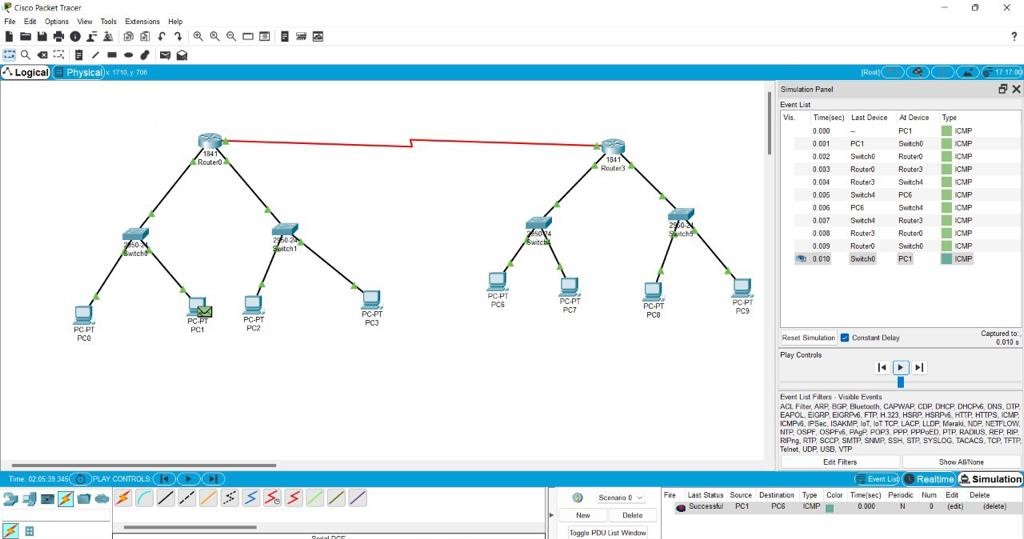 Cisco Packet Tracer
File Edit Options View Tools Extensions Help
?
Logical Physical x: 1710, y: 706 [Root] 17:17:00
1841
Router0
1841
Router3
2950-24
Switch0
2950-24
Switch1
2950-24
Switch4
2950-24
Switch5
PC-PT
PC0
PC-PT
PC1
PC-PT
PC2
PC-PT
PC3
PC-PT
PC6
PC-PT
PC7
PC-PT
PC8
PC-PT
PC9
Simulation Panel
Event List
Vis. Time(sec) Last Device At Device Type
0.000 -- PC1 ICMP
0.001 PC1 Switch0 ICMP
0.002 Switch0 Router0 ICMP
0.003 Router0 Router3 ICMP
0.004 Router3 Switch4 ICMP
0.005 Switch4 PC6 ICMP
0.006 PC6 Switch4 ICMP
0.007 Switch4 Router3 ICMP
0.008 Router3 Router0 ICMP
0.009 Router0 Switch0 ICMP
0.010 Switch0 PC1 ICMP
Reset Simulation Constant Delay Captured to:
0.010 s
Play Controls
Event List Filters - Visible Events
ACL Filter, ARP, BGP, Bluetooth, CAPWAP, CDP, DHCP, DHCPv6, DNS, DTP,
EAPOL, EIGRP, EIGRPv6, FTP, H.323, HSRP, HSRPv6, HTTP, HTTPS, ICMP,
ICMPv6, IPSec, ISAKMP, IoT, IoT TCP, LACP, LLDP, Meraki, NDP, NETFLOW,
NTP, OSPF, OSPFv6, PAgP, POP3, PPP, PPPoED, PTP, RADIUS, REP, RIP,
RIPng, RTP, SCCP, SMTP, SNMP, SSH, STP, SYSLOG, TACACS, TCP, TFTP,
Telnet, UDP, USB, VTP
Edit Filters Show All/None
Time: 02:05:39.345 PLAY CONTROLS: Event List Realtime Simulation
Scenario 0
New Delete
Toggle PDU List Window
Fire Last Status Source Destination Type Color Time(sec) Periodic Num Edit Delete
Successful PC1 PC6 ICMP 0.000 N 0 (edit) (delete)
Serial DCE